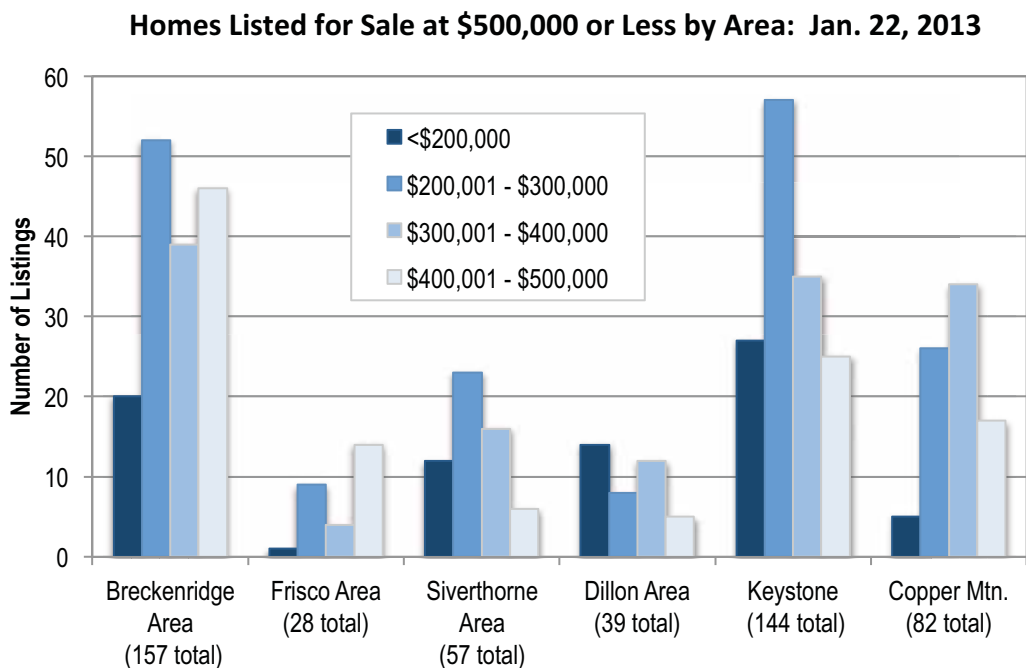 Homes Listed for Sale at $500,000 or Less by Area:  Jan. 22, 2013
Number of Listings
60
50
40
30
20
10
0
<$200,000
$200,001 - $300,000
$300,001 - $400,000
$400,001 - $500,000
Breckenridge
Area
(157 total)
Frisco Area
(28 total)
Siverthorne
Area
(57 total)
Dillon Area
(39 total)
Keystone
(144 total)
Copper Mtn.
(82 total)